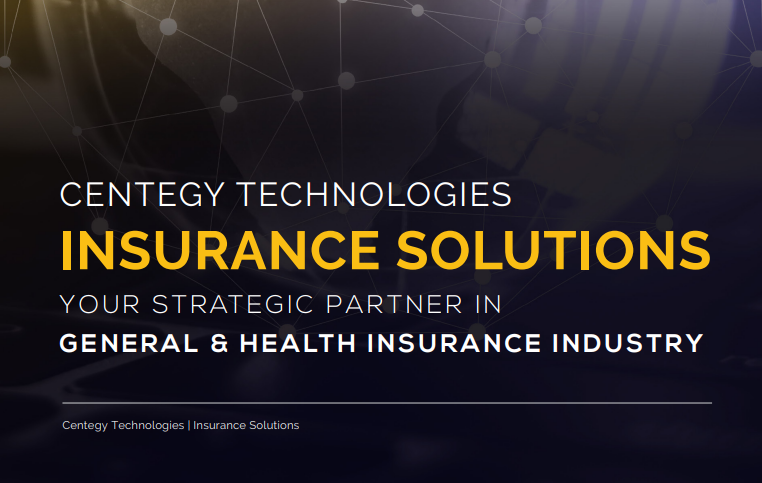 CENTEGY TECHNOLOGIES
INSURANCE SOLUTIONS
YOUR STRATEGIC PARTNER IN
GENERAL & HEALTH INSURANCE INDUSTRY
Centegy Technologies | Insurance Solutions